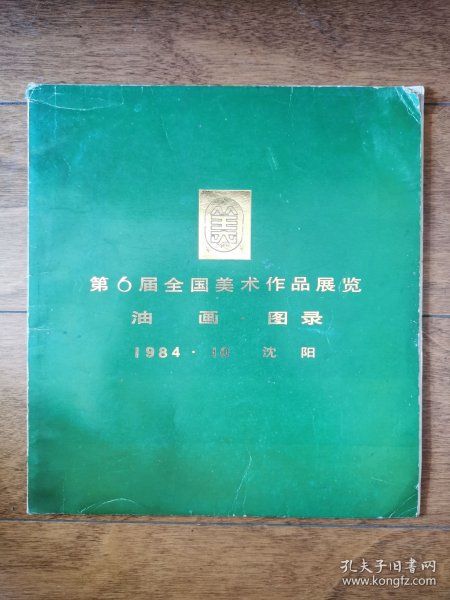 美
第6届全国美术作品展览
油 画·图录
1984·10 沈阳
孔夫子旧书网
www.kongfz.com